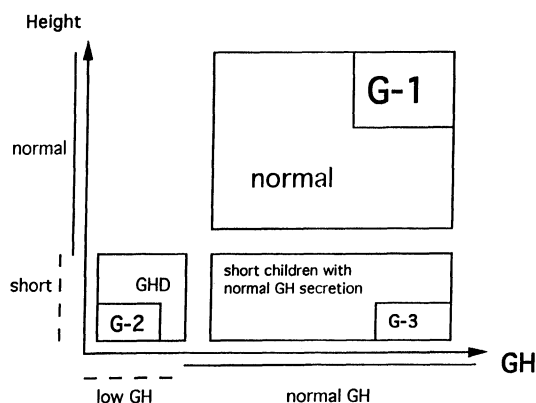 Height
G-1
normal
normal
short children with
normal GH secretion
short
GHD
G-2
G-3
GH
low GH
normal GH